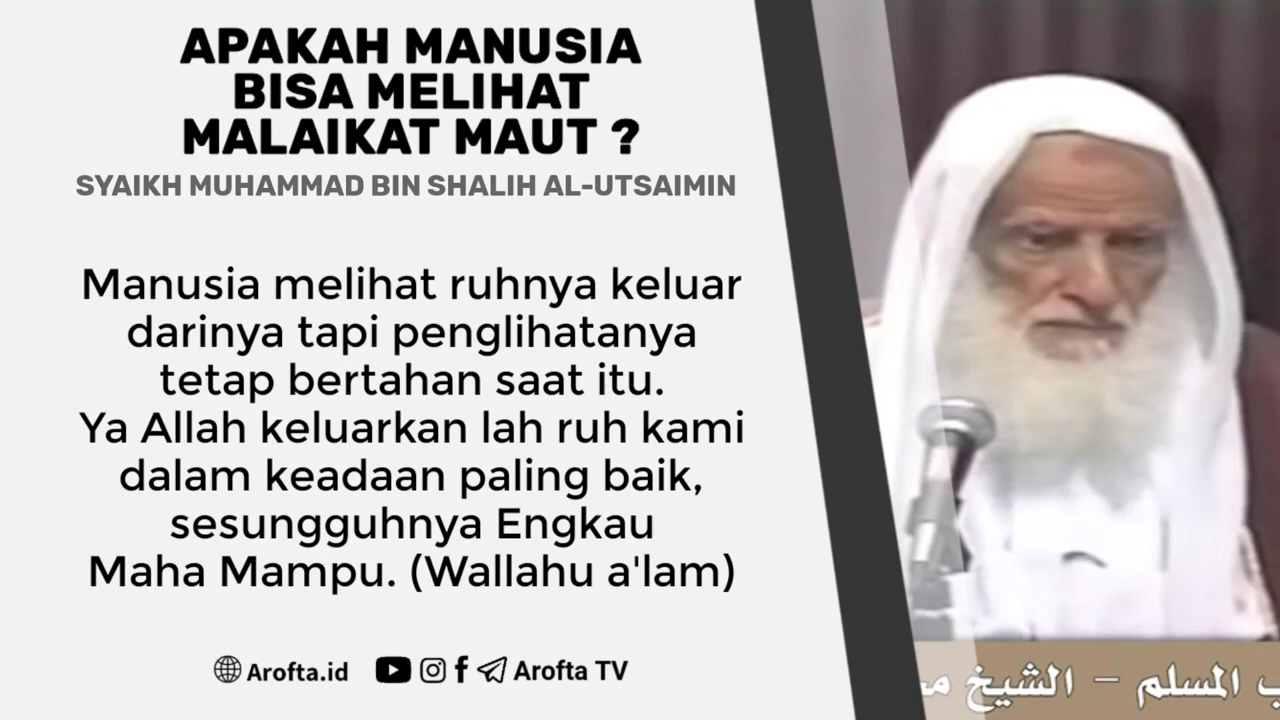 APAKAH MANUSIA
BISA MELIHAT
MALAIKAT MAUT ?
SYAIKH MUHAMMAD BIN SHALIH AL-UTSAIMIN
Manusia melihat ruhnya keluar
darinya tapi penglihatanya
tetap bertahan saat itu.
Ya Allah keluarkan lah ruh kami
dalam keadaan paling baik,
sesungguhnya Engkau
Maha Mampu. (Wallahu a'lam)
Arofta.id
Arofta TV
المسلم – الشيخ